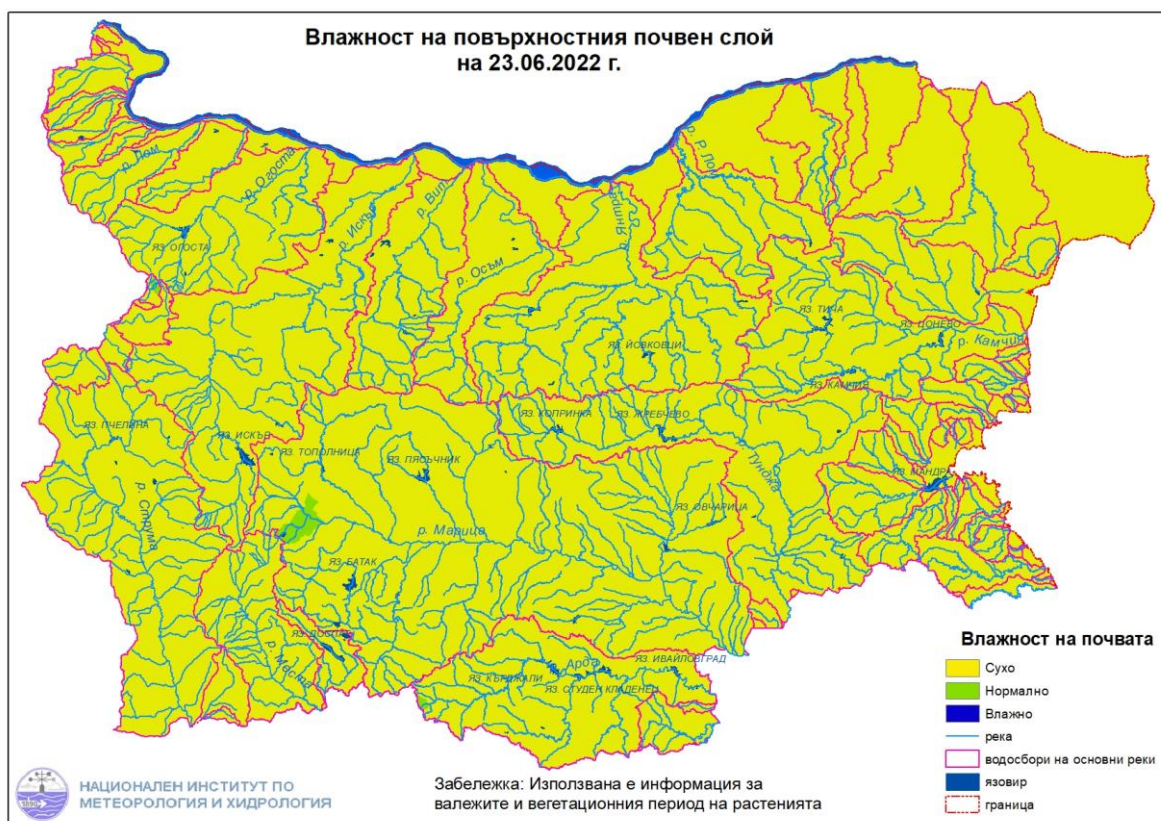 Влажност на повърхностния почвен слой
на 23.06.2022 г.
р. Лом
р. Огоста
р. Искър
р. Вит
р. Осъм
р. Янтра
р. Р.Лом
ЯЗ. ОГОСТА
ЯЗ. ТИЧА
ЯЗ. ЦОНЕВО
р. Камчия
ЯЗ. ЙОВКОВЦИ
ЯЗ. КАМЧИЯ
ЯЗ. КОПРИНКА
ЯЗ. ЖРЕБЧЕВО
ЯЗ. ПЧЕЛИНА
ЯЗ. ИСКЪР
ЯЗ. ТОПОЛНИЦА
ЯЗ. ПЯСЪЧНИК
р. Тунджа
ЯЗ. МАНДРА
р. Струма
ЯЗ. ОВЧАРИЦА
р. Марица
ЯЗ. БАТАК
ЯЗ. ДОСПАТ
р. Места
Арда
ЯЗ. ИВАЙЛОВГРАД
ЯЗ. КЪРДЖАЛИ
ЯЗ. СТУДЕН КЛАДЕНЕЦ
Влажност на почвата
Сухо
Нормално
Влажно
река
водосбори на основни реки
язовир
граница
1890
НАЦИОНАЛЕН ИНСТИТУТ ПО
МЕТЕОРОЛОГИЯ И ХИДРОЛОГИЯ
Забележка: Използвана е информация за
валежите и вегетационния период на растенията